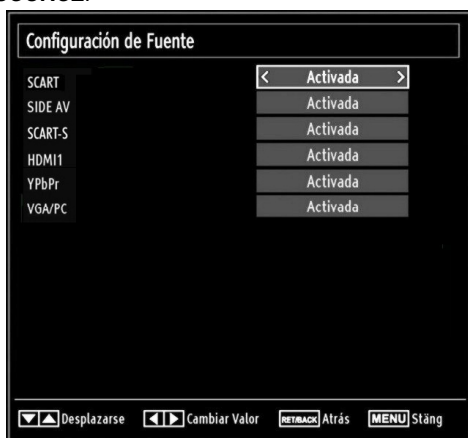 Configuración de Fuente
SCART < Activada >
SIDE AV Activada
SCART-S Activada
HDMI1 Activada
YPbPr Activada
VGA/PC Activada
Desplazarse Cambiar Valor RET/BACK Atrás MENU Stäng